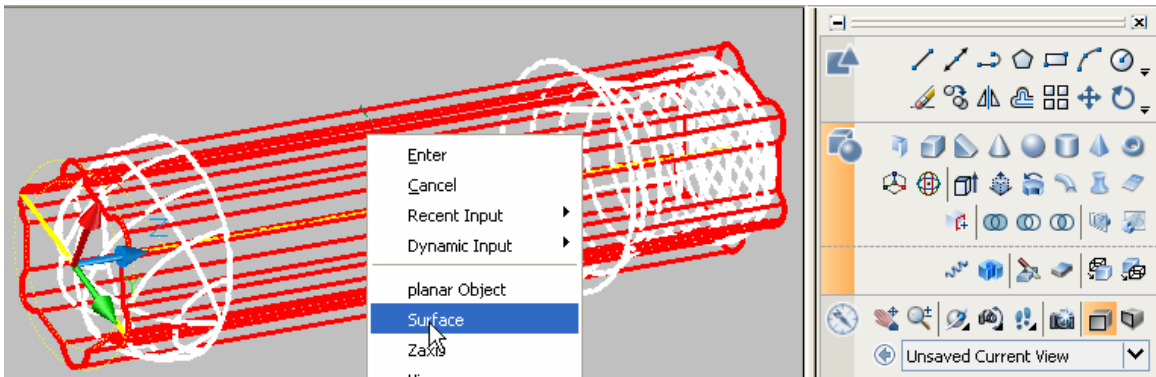 Enter
Cancel
Recent Input
Dynamic Input
planar Object
Surface
Zaxis
Z
Y
Unsaved Current View